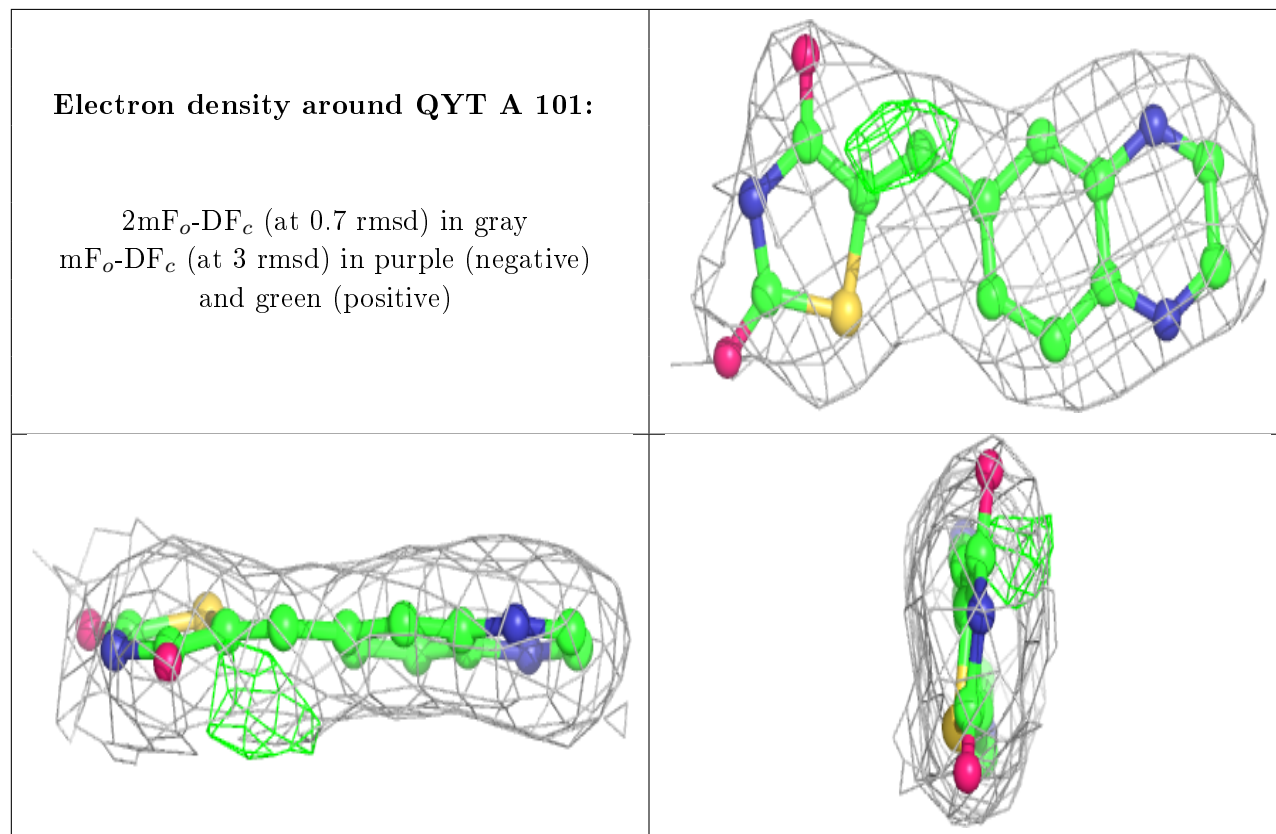 Electron density around QYT A 101:
2mFₒ-DF𝒸 (at 0.7 rmsd) in gray
mFₒ-DF𝒸 (at 3 rmsd) in purple (negative)
and green (positive)